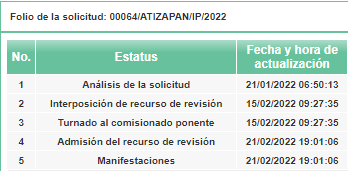 Folio de la solicitud: 00064/ATIZAPAN/IP/2022
No. Estatus Fecha y hora de
actualización
1 Análisis de la solicitud 21/01/2022 06:50:13
2 Interposición de recurso de revisión 15/02/2022 09:27:35
3 Turnado al comisionado ponente 15/02/2022 09:27:35
4 Admisión del recurso de revisión 21/02/2022 19:01:06
5 Manifestaciones 21/02/2022 19:01:06